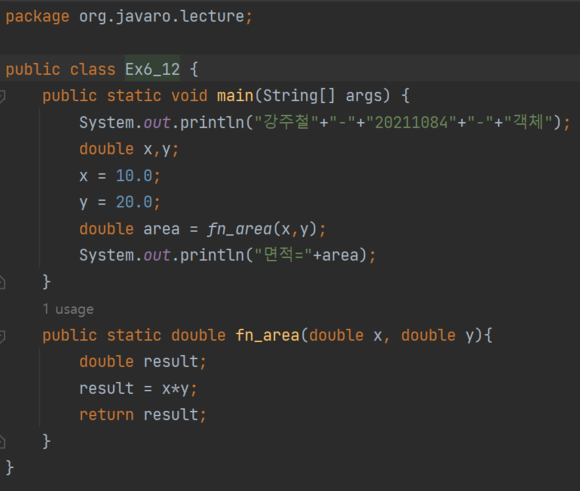 package org.javaro.lecture;
public class Ex6_12 {
public static void main(String[] args) {
System.out.println("강주철"+"-"+"20211084"+"-"+"객체");
double x,y;
x = 10.0;
y = 20.0;
double area = fn_area(x,y);
System.out.println("면적="+area);
}
1 usage
public static double fn_area(double x, double y){
double result;
result = x*y;
return result;
}
}